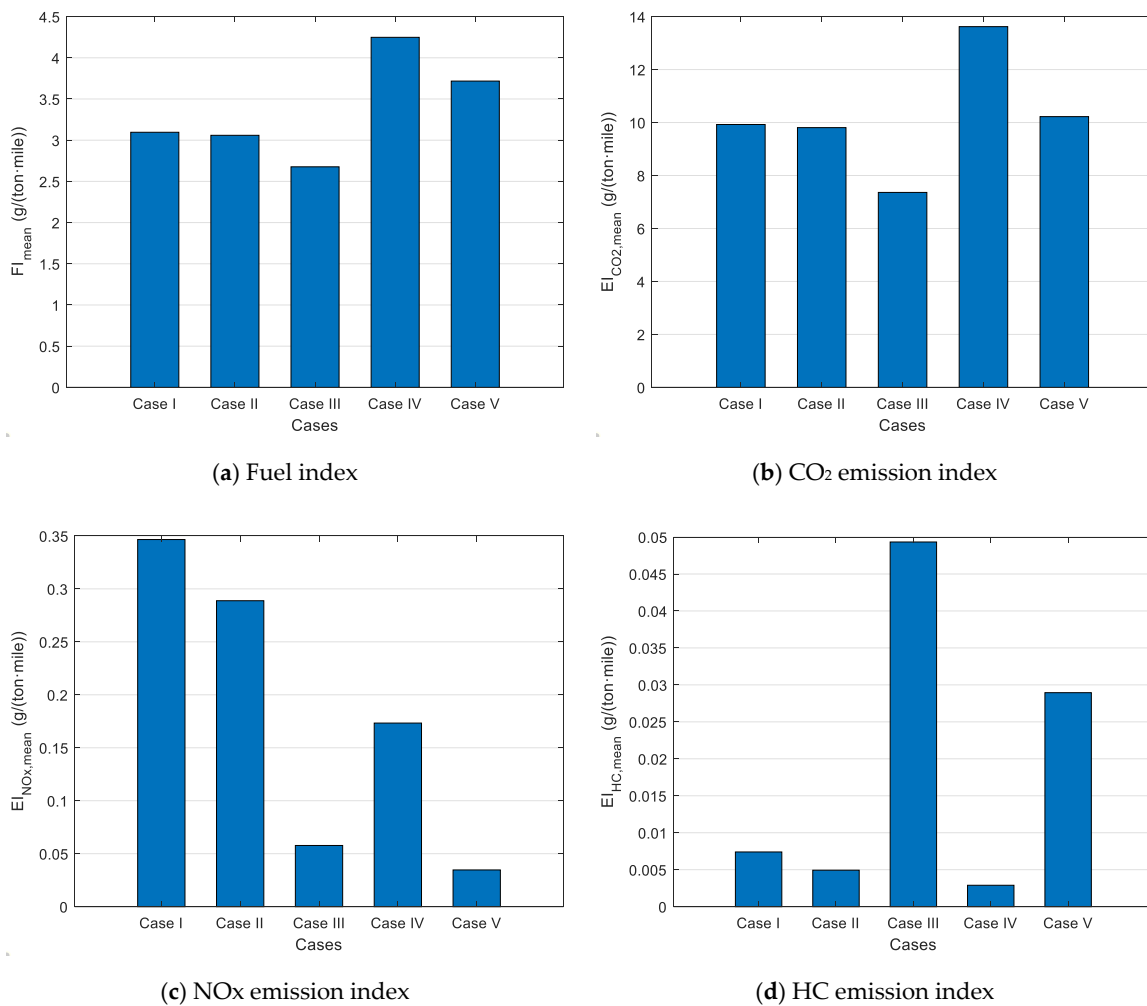 4.5
4
3.5
3
2.5
2
1.5
1
0.5
0
FI_mean (g/(ton·mile))
Case I Case II Case III Case IV Case V
Cases
(a) Fuel index
14
12
10
8
6
4
2
0
EI_CO2,mean (g/(ton·mile))
Case I Case II Case III Case IV Case V
Cases
(b) CO₂ emission index
0.35
0.3
0.25
0.2
0.15
0.1
0.05
0
EI_NOx,mean (g/(ton·mile))
Case I Case II Case III Case IV Case V
Cases
(c) NOx emission index
0.05
0.045
0.04
0.035
0.03
0.025
0.02
0.015
0.01
0.005
0
EI_HC,mean (g/(ton·mile))
Case I Case II Case III Case IV Case V
Cases
(d) HC emission index